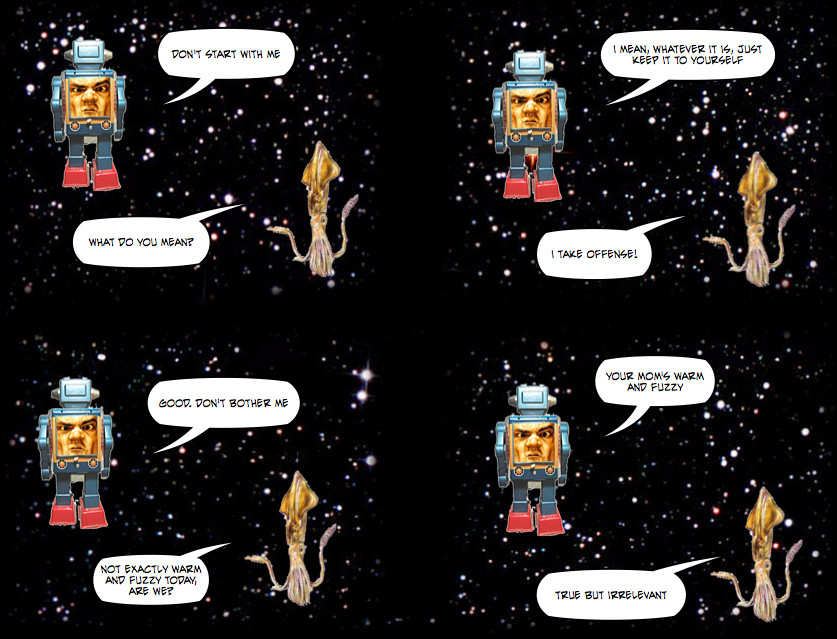 DON'T START WITH ME
WHAT DO YOU MEAN?
I MEAN, WHATEVER IT IS, JUST
KEEP IT TO YOURSELF
I TAKE OFFENSE!
GOOD. DON'T BOTHER ME
NOT EXACTLY WARM
AND FUZZY TODAY,
ARE WE?
YOUR MOM'S WARM
AND FUZZY
TRUE BUT IRRELEVANT